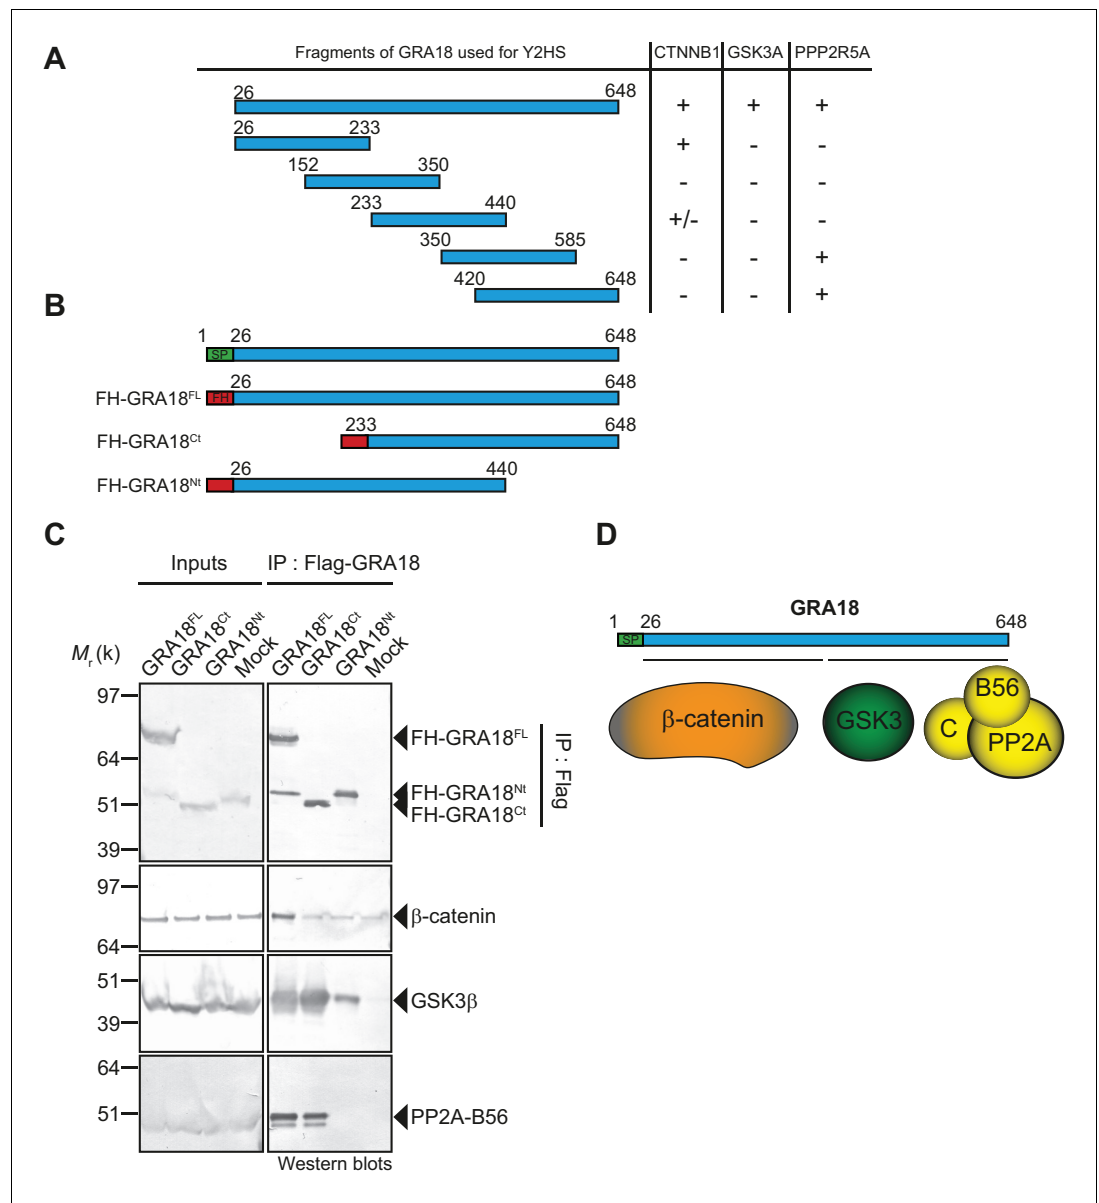 A
Fragments of GRA18 used for Y2HS CTNNB1 GSK3A PPP2R5A
26 648 + + +
26 233 + - -
152 350 - - -
233 440 +/- - -
350 585 - - +
420 648 - - +
B
1 26 648
SP
26 648
FH-GRA18FL FH
233 648
FH-GRA18Ct
26 440
FH-GRA18Nt
C
Inputs IP : Flag-GRA18
Mr (k) GRA18FL GRA18Ct GRA18Nt Mock GRA18FL GRA18Ct GRA18Nt Mock
97
FH-GRA18FL
64
FH-GRA18Nt
51
FH-GRA18Ct
39
IP : Flag
97
β-catenin
64
51
GSK3β
39
64
51
PP2A-B56
Western blots
D
GRA18
1 26 648
SP
β-catenin
GSK3
B56
C
PP2A